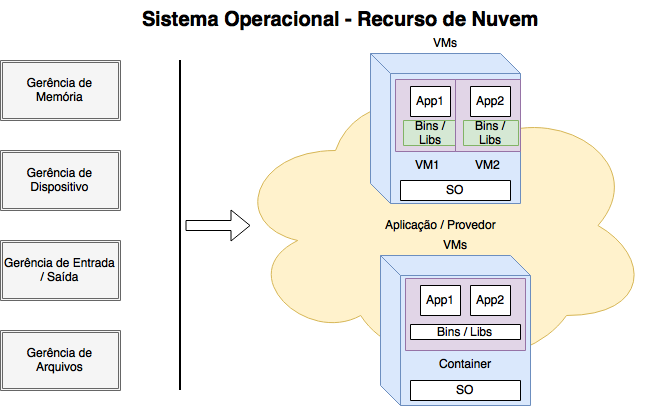 Sistema Operacional - Recurso de Nuvem
Gerência de
Memória
Gerência de
Dispositivo
Gerência de Entrada
/ Saída
Gerência de
Arquivos
VMs
App1
App2
Bins /
Libs
Bins /
Libs
VM1
VM2
SO
Aplicação / Provedor
VMs
App1
App2
Bins / Libs
Container
SO